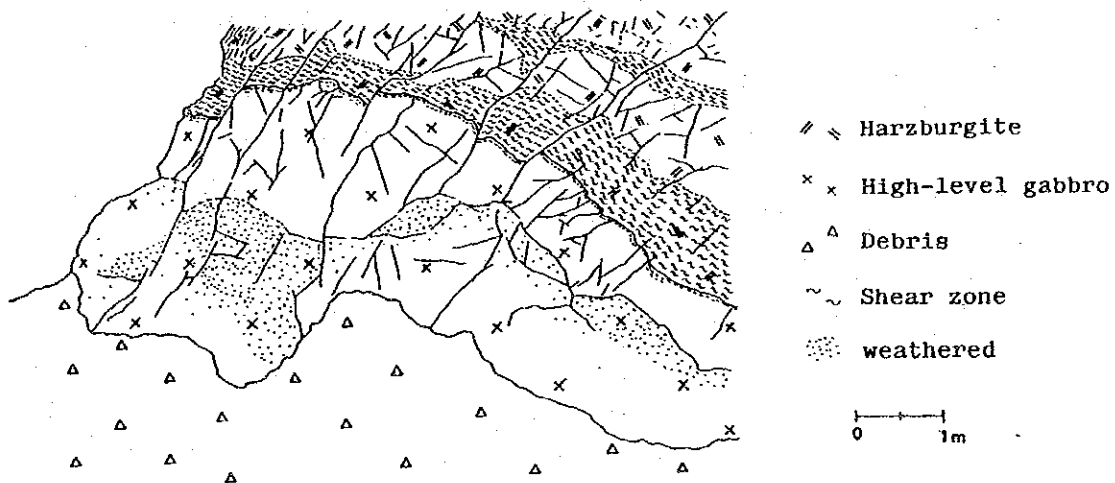 Harzburgite
High-level gabbro
Debris
Shear zone
weathered
0 1m